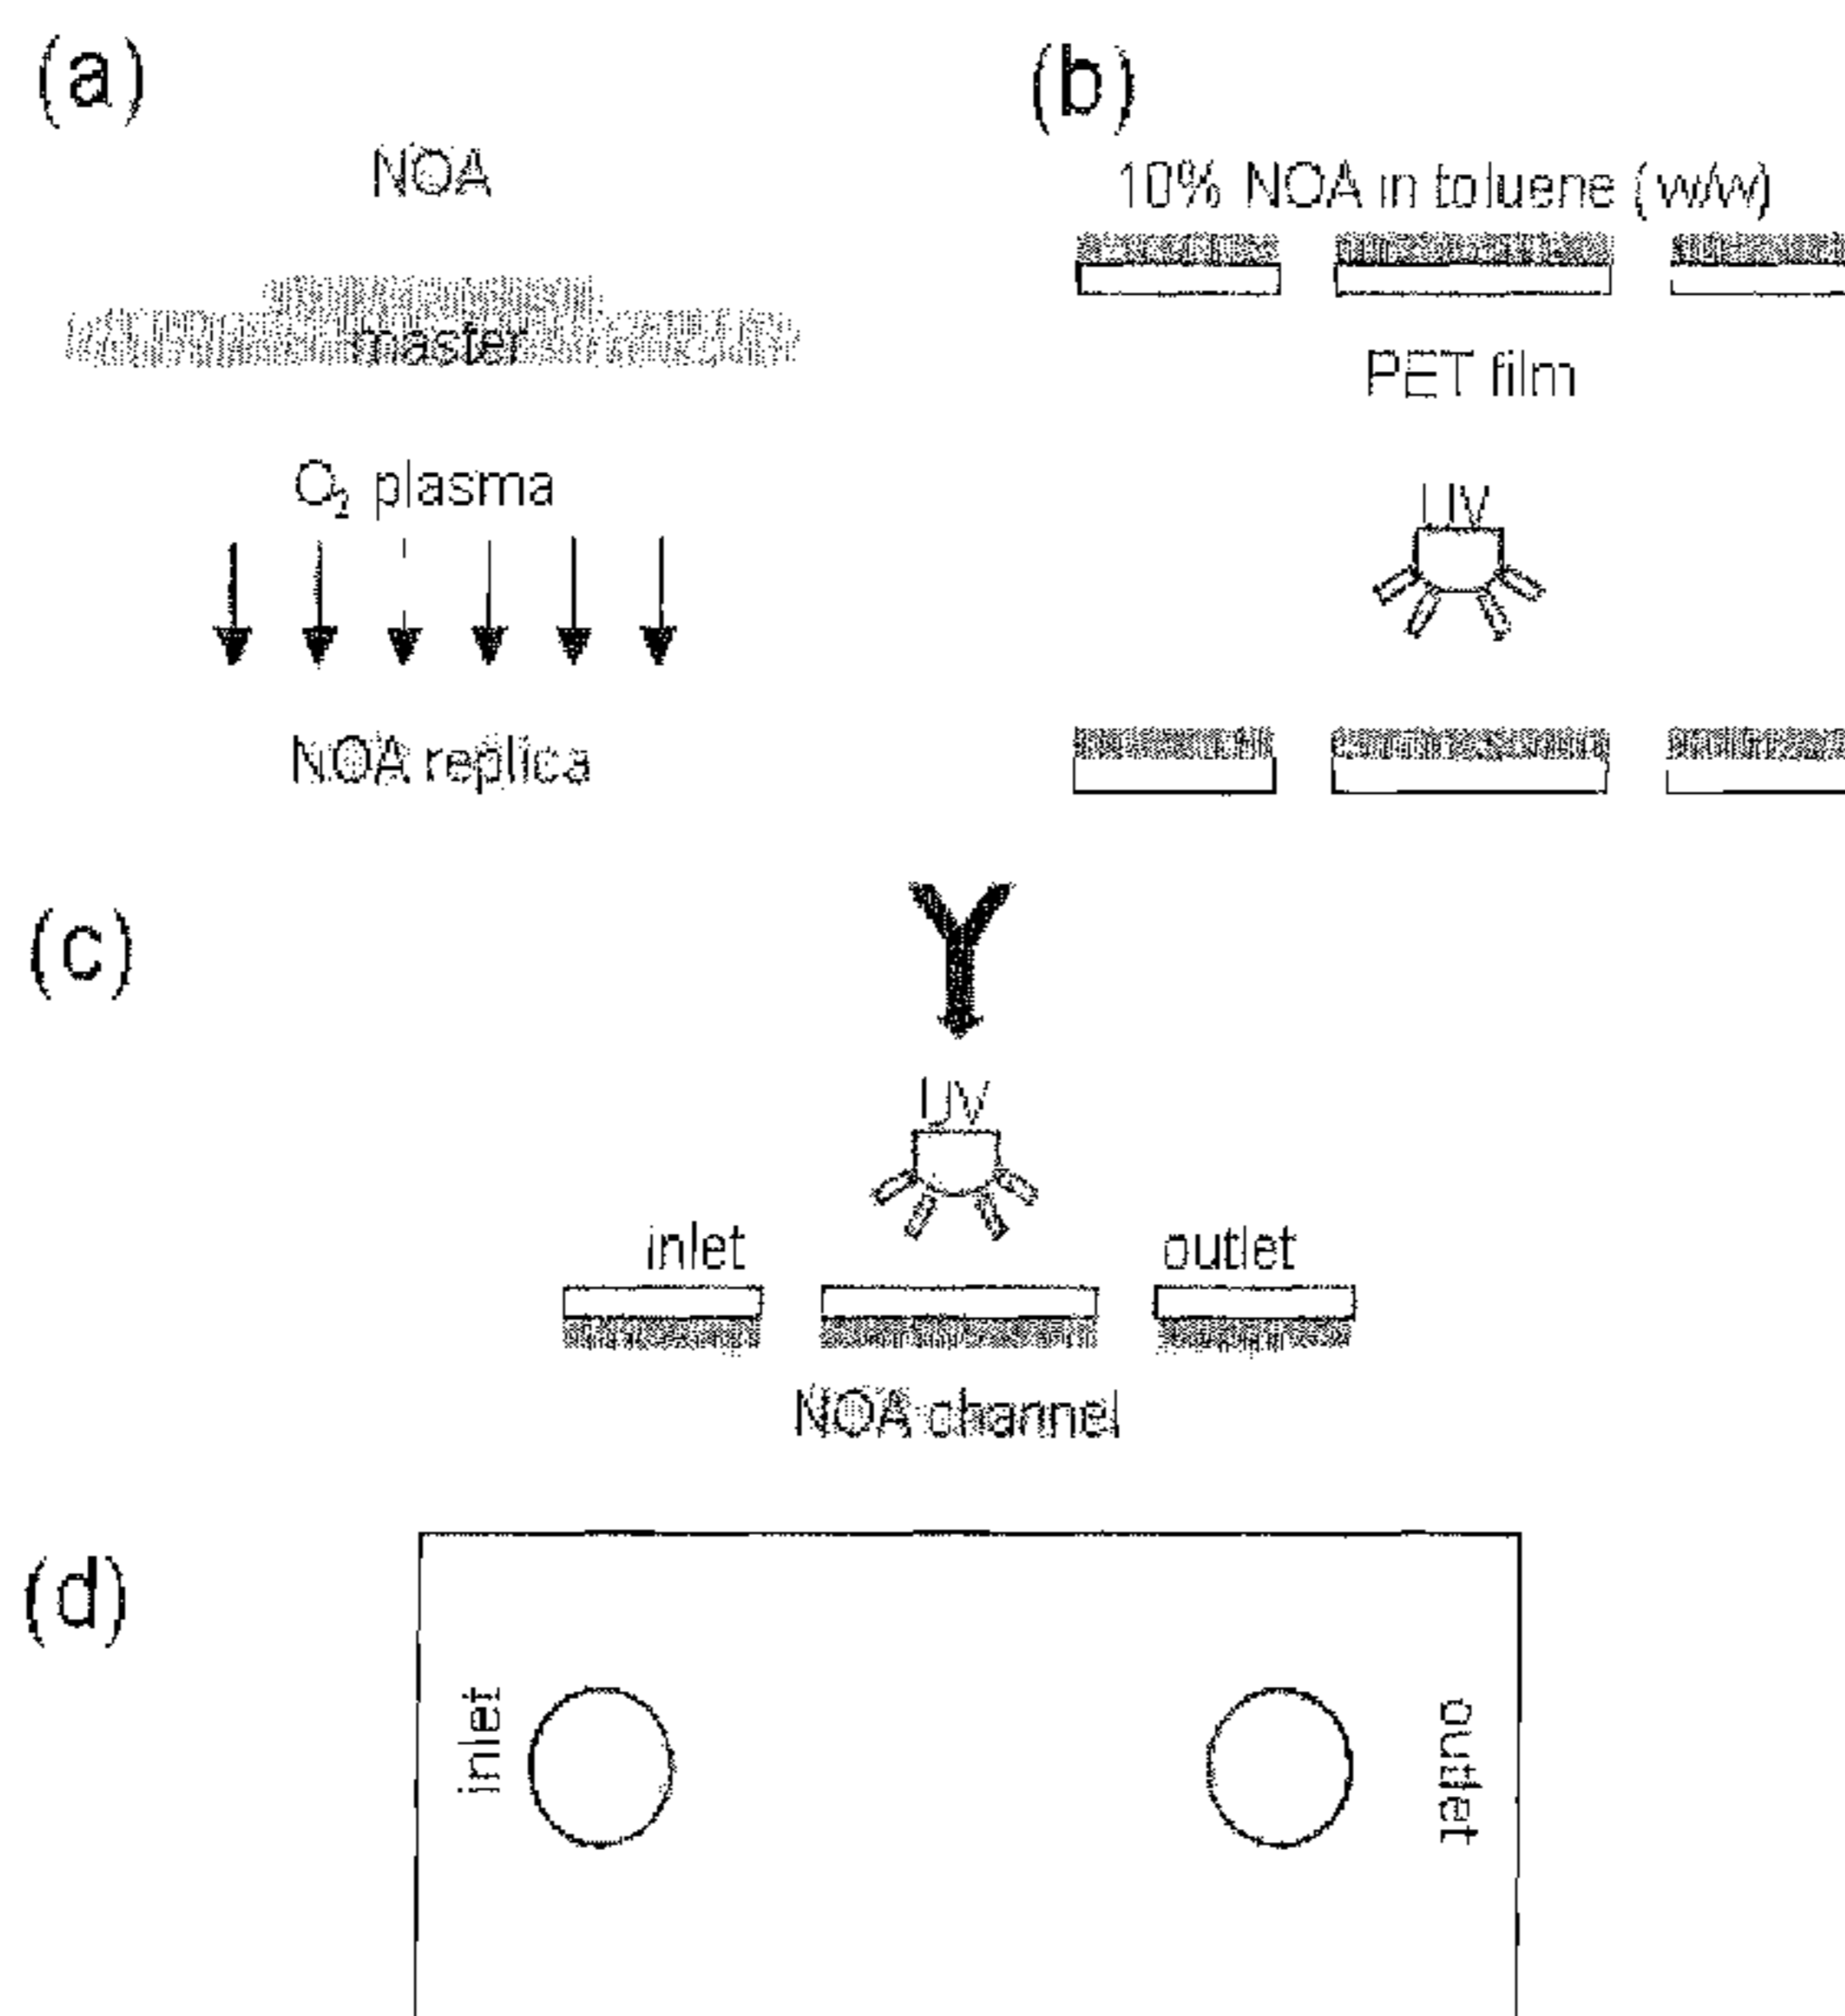 (a)
NOA
master
O₂ plasma
NOA replica
(b)
10% NOA in toluene (w/w)
PET film
UV
(c)
UV
inlet
outlet
NOA channel
(d)
inlet
outlet